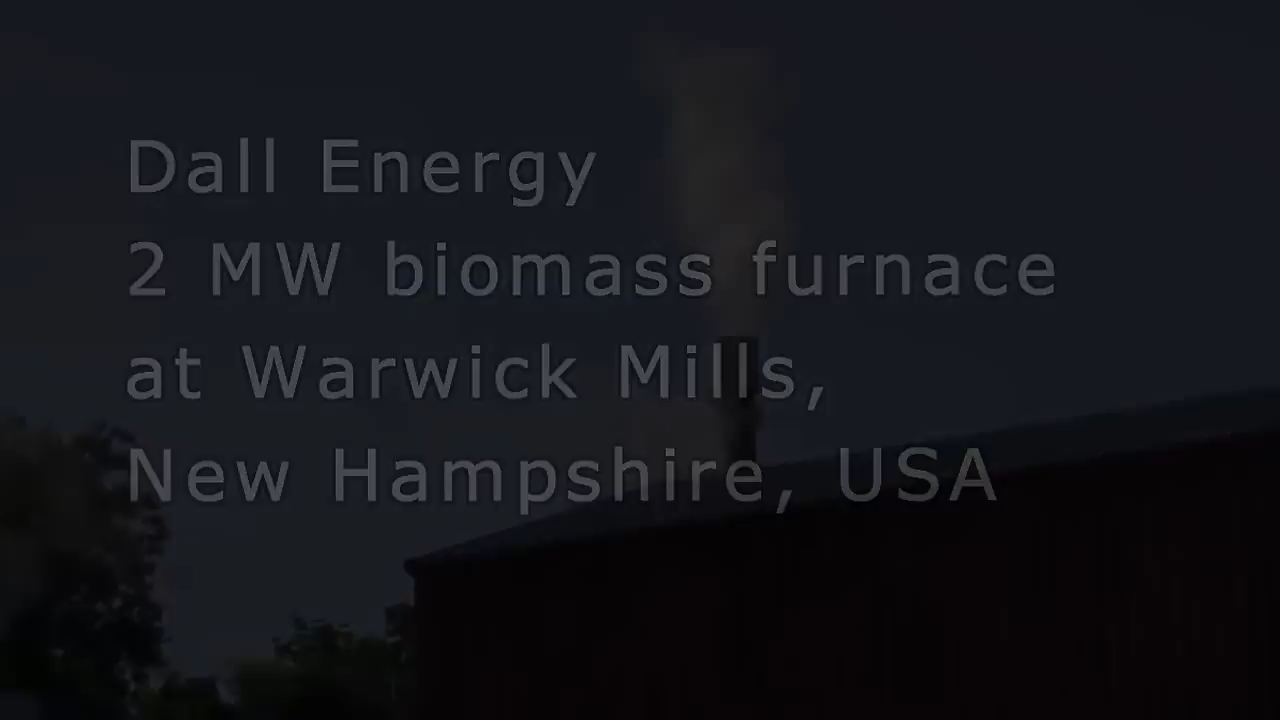 Dall Energy
2 MW biomass furnace
at Warwick Mills,
New Hampshire, USA